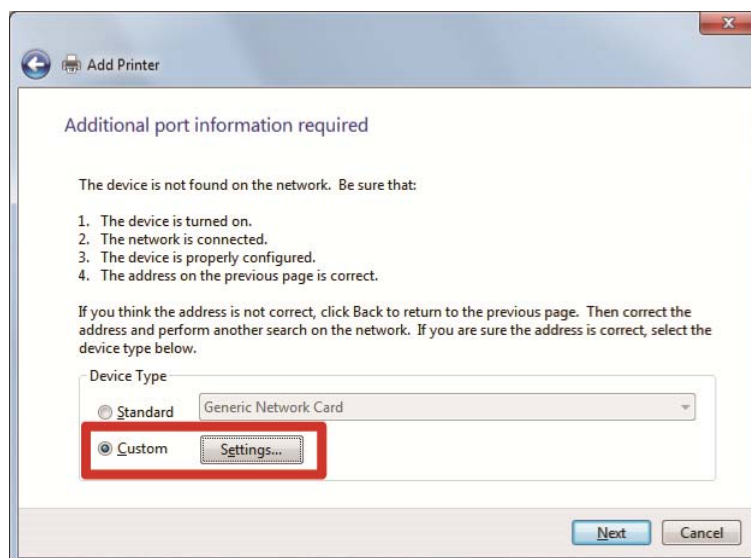 Add Printer
Additional port information required
The device is not found on the network. Be sure that:
1. The device is turned on.
2. The network is connected.
3. The device is properly configured.
4. The address on the previous page is correct.
If you think the address is not correct, click Back to return to the previous page. Then correct the
address and perform another search on the network. If you are sure the address is correct, select the
device type below.
Device Type
Standard Generic Network Card
Custom Settings...
Next Cancel